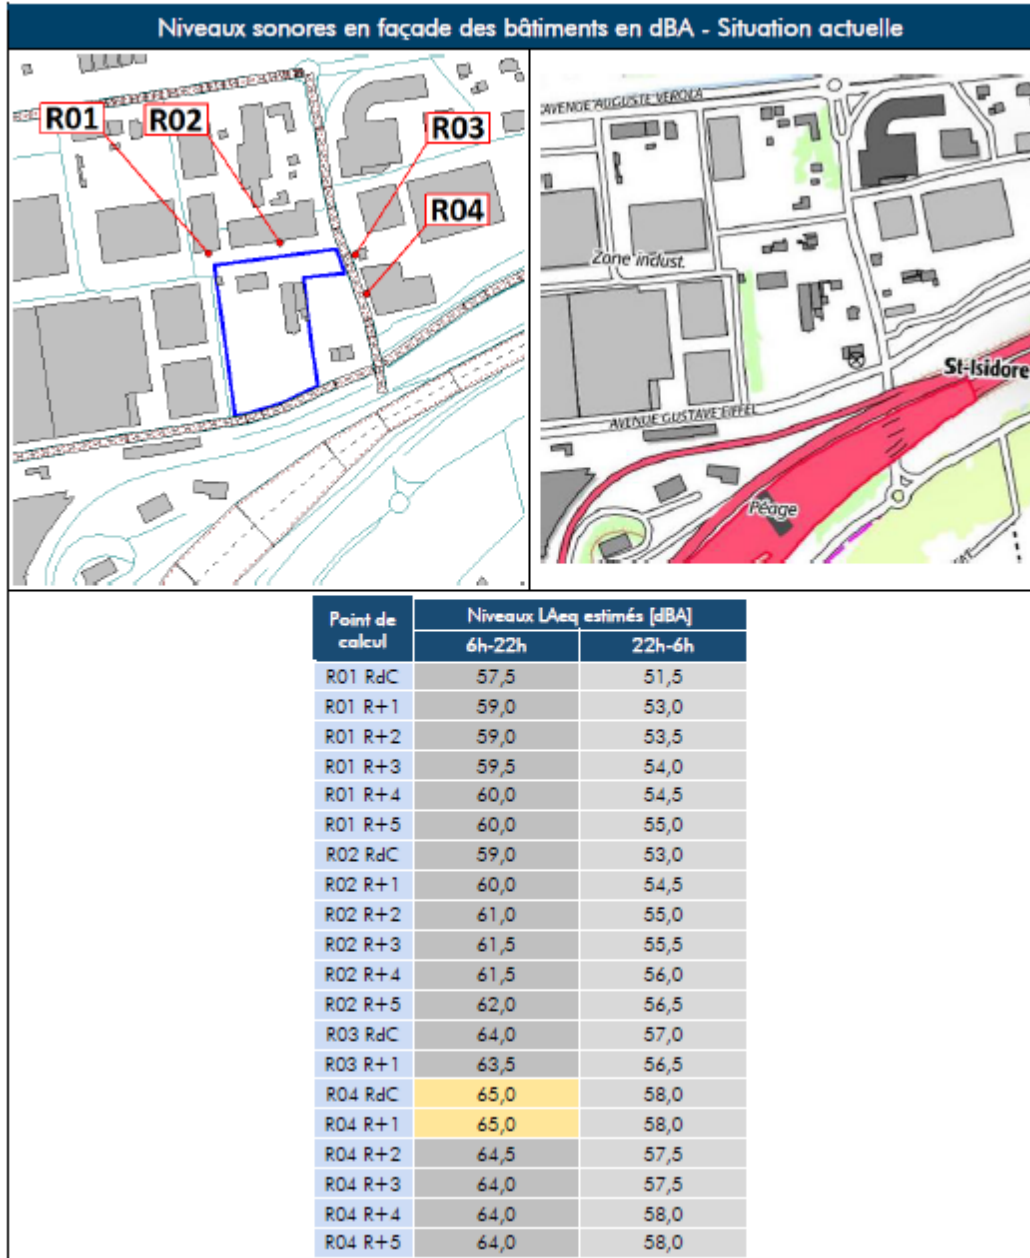 Niveaux sonores en façade des bâtiments en dBA - Situation actuelle
R01
R02
R03
R04
AVENUE AUGUSTE VEROLA
Zone indust.
St-Isidore
AVENUE GUSTAVE EIFFEL
Péage
Point de calcul Niveaux LAeq estimés [dBA]
6h-22h 22h-6h
R01 RdC 57,5 51,5
R01 R+1 59,0 53,0
R01 R+2 59,0 53,5
R01 R+3 59,5 54,0
R01 R+4 60,0 54,5
R01 R+5 60,0 55,0
R02 RdC 59,0 53,0
R02 R+1 60,0 54,5
R02 R+2 61,0 55,0
R02 R+3 61,5 55,5
R02 R+4 61,5 56,0
R02 R+5 62,0 56,5
R03 RdC 64,0 57,0
R03 R+1 63,5 56,5
R04 RdC 65,0 58,0
R04 R+1 65,0 58,0
R04 R+2 64,5 57,5
R04 R+3 64,0 57,5
R04 R+4 64,0 58,0
R04 R+5 64,0 58,0